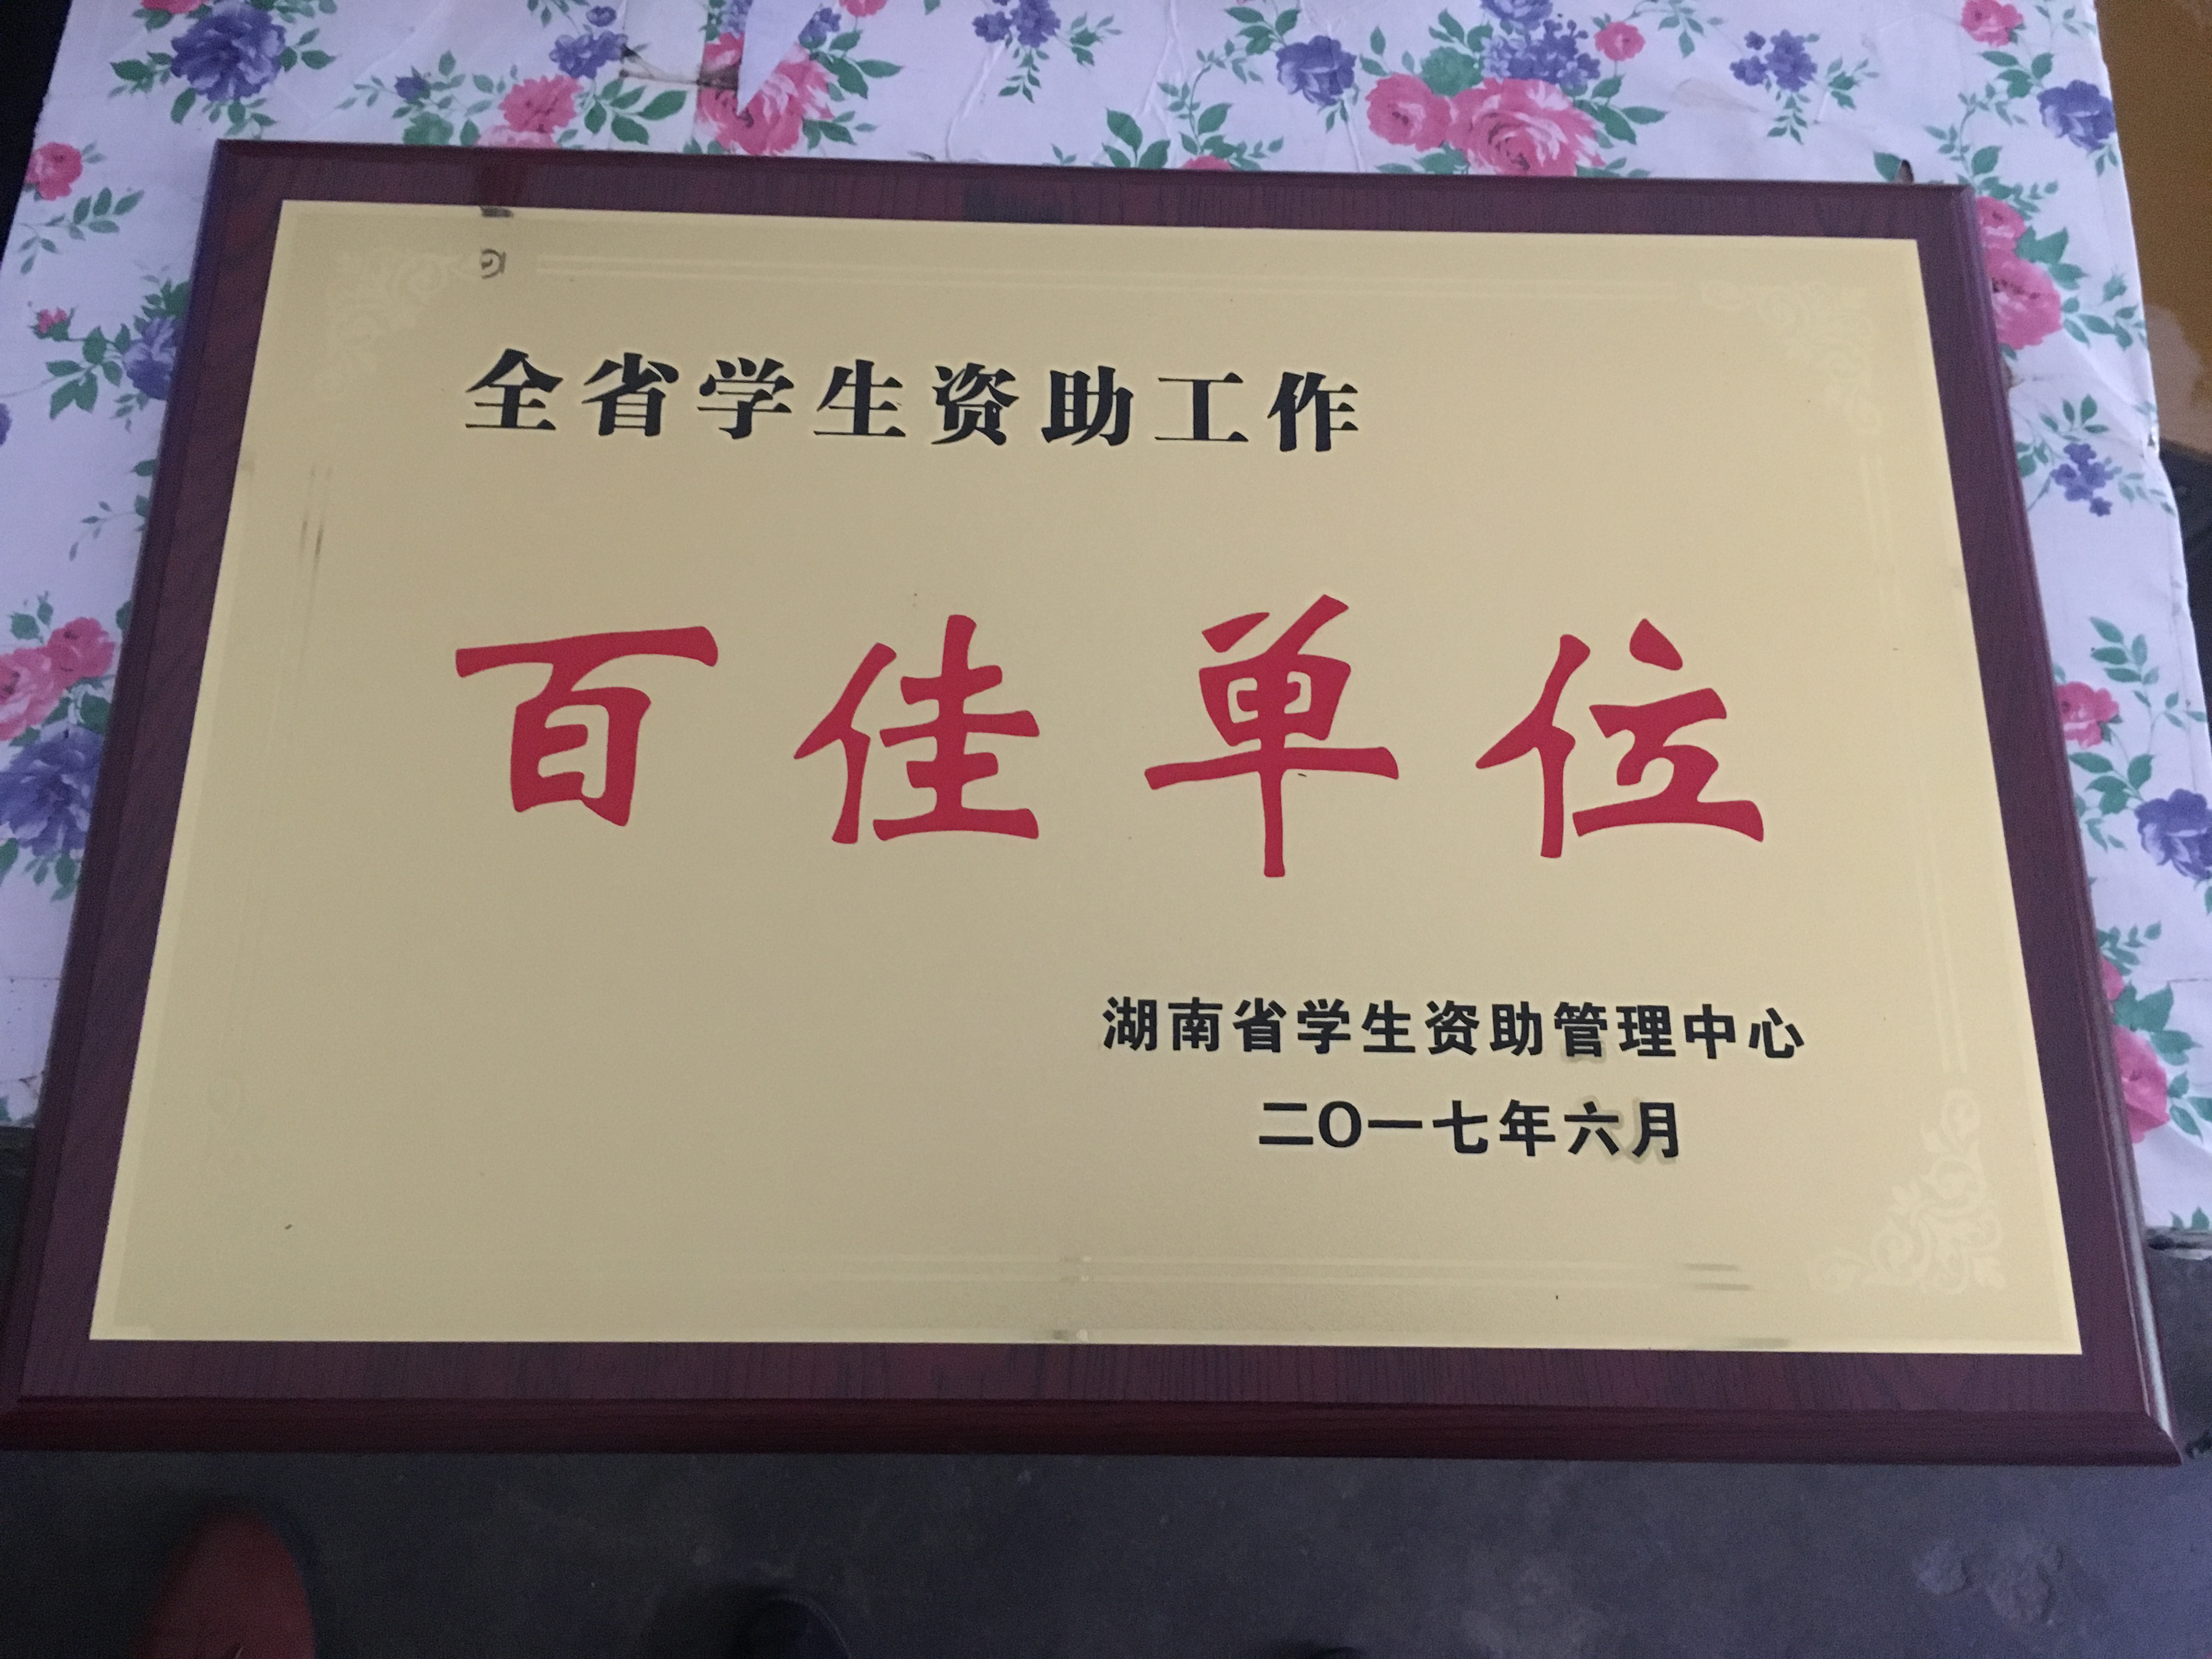 全省学生资助工作
百佳单位
湖南省学生资助管理中心
二〇一七年六月